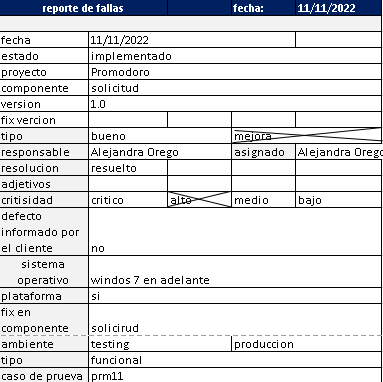 reporte de fallas fecha: 11/11/2022
fecha 11/11/2022
estado implementado
proyecto Promodoro
componente solicitud
version 1.0
fix vercion
tipo bueno mejora
responsable Alejandra Orego asignado Alejandra Orego
resolucion resuelto
adjetivos
critisidad critico alto medio bajo
defecto
informado por
el cliente no
sistema
operativo windos 7 en adelante
plataforma si
fix en
componente solicirud
ambiente testing produccion
tipo funcional
caso de prueba prm11